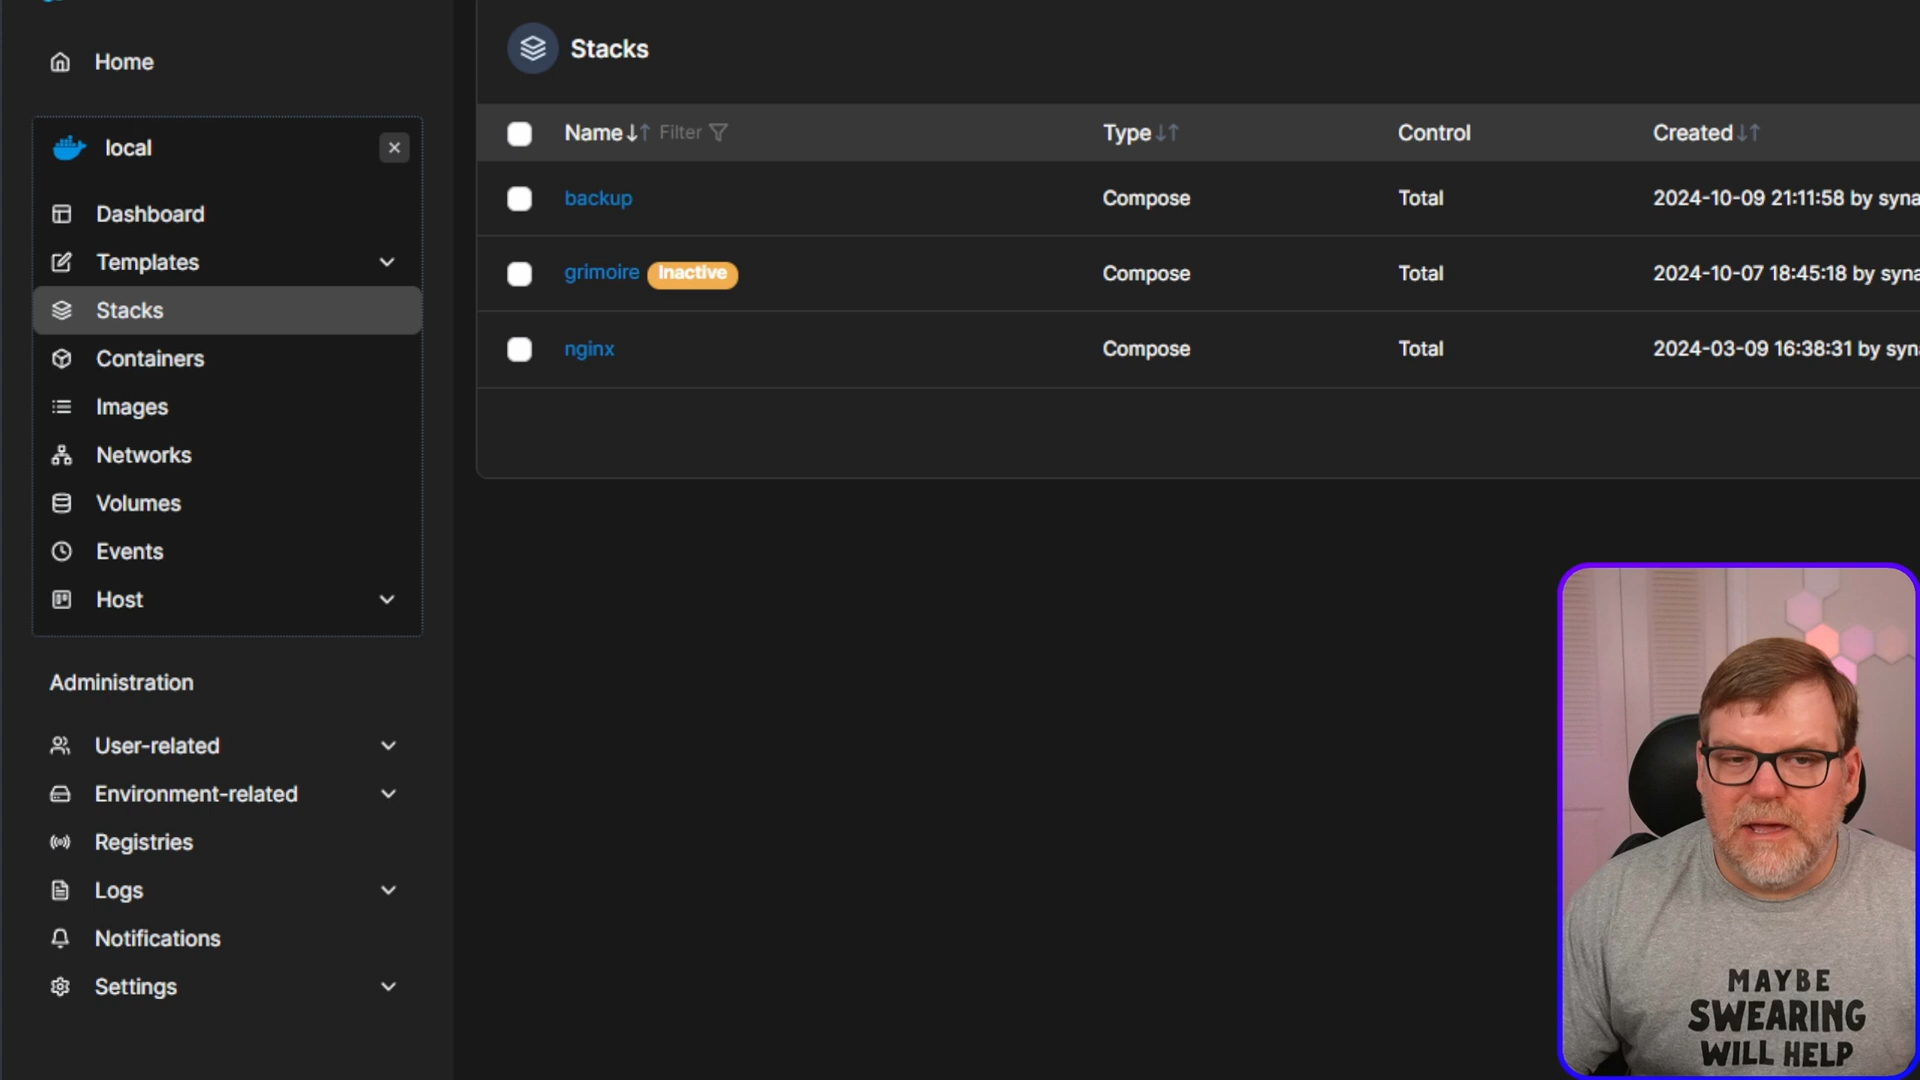 Home
local
Dashboard
Templates
Stacks
Containers
Images
Networks
Volumes
Events
Host
Administration
User-related
Environment-related
Registries
Logs
Notifications
Settings
Stacks
Name Filter Type Control Created
backup Compose Total 2024-10-09 21:11:58 by syna
grimoire Inactive Compose Total 2024-10-07 18:45:18 by syna
nginx Compose Total 2024-03-09 16:38:31 by syn
MAYBE
SWEARING
WILL HELP